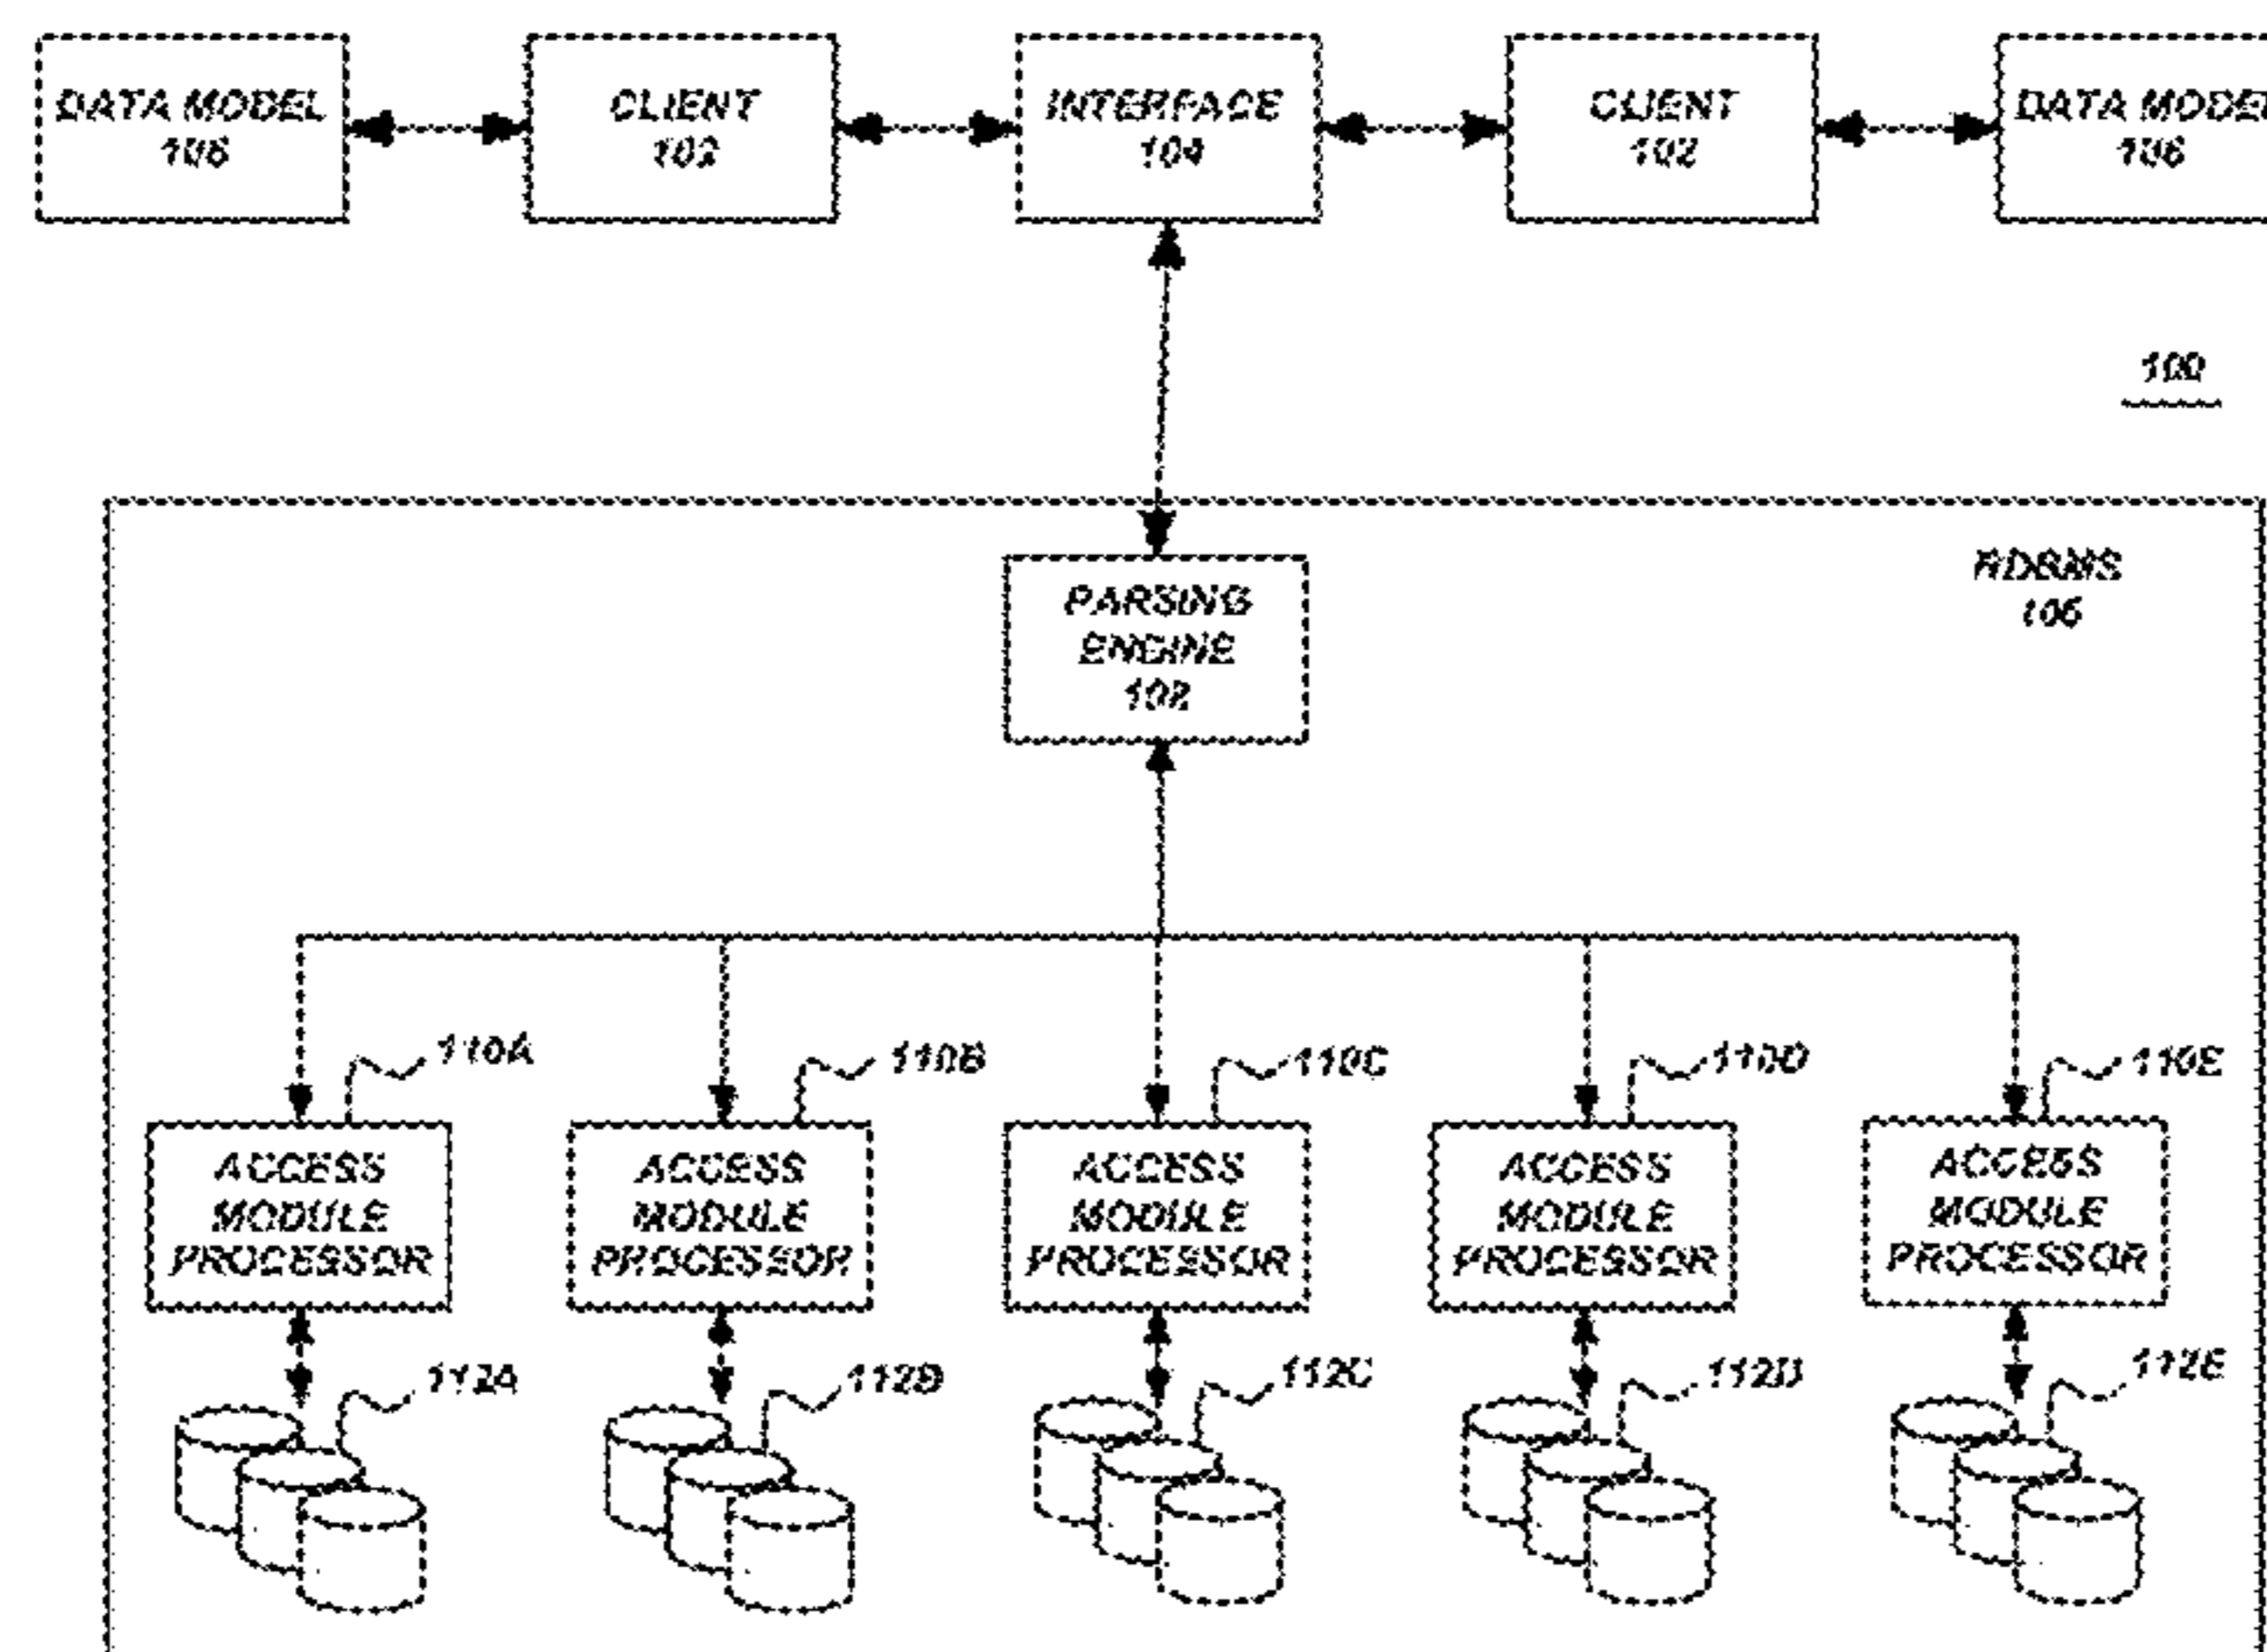 DATA MODEL
106
CLIENT
102
INTERFACE
104
CLIENT
102
DATA MODEL
106
100
RDBMS
106
PARSING
ENGINE
108
110A
110B
110C
110D
110E
ACCESS
MODULE
PROCESSOR
ACCESS
MODULE
PROCESSOR
ACCESS
MODULE
PROCESSOR
ACCESS
MODULE
PROCESSOR
ACCESS
MODULE
PROCESSOR
112A
112B
112C
112D
112E